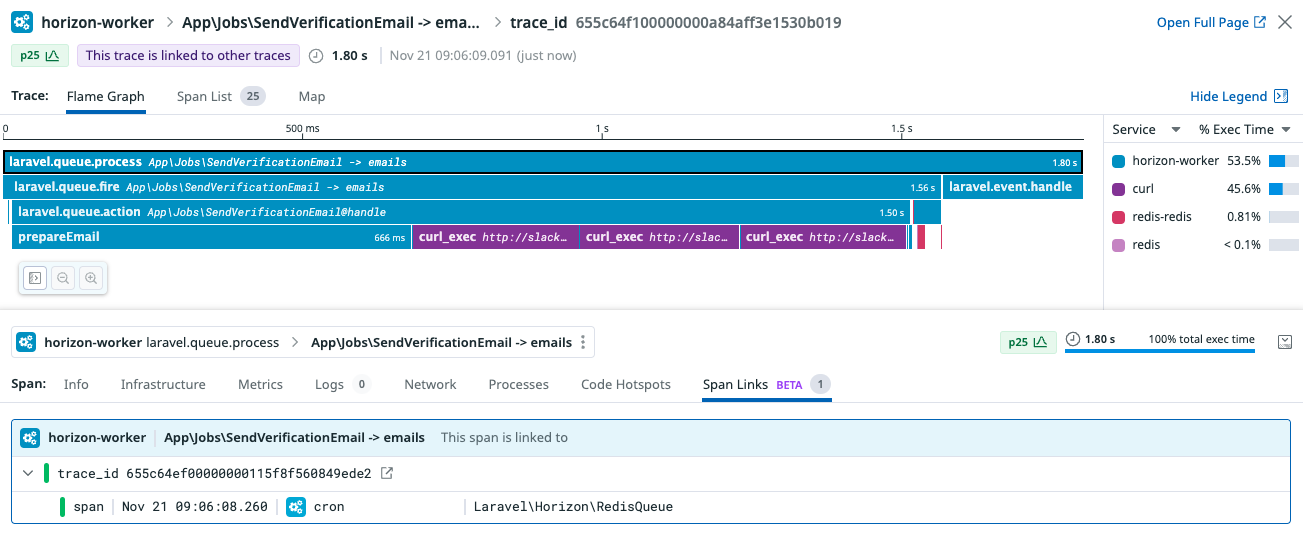 horizon-worker > App\Jobs\SendVerificationEmail -> ema... > trace_id 655c64f100000000a84aff3e1530b019 Open Full Page
p25 This trace is linked to other traces 1.80 s Nov 21 09:06:09.091 (just now)
Trace: Flame Graph Span List 25 Map Hide Legend
0 500 ms 1 s 1.5 s
Service % Exec Time
laravel.queue.process App\Jobs\SendVerificationEmail -> emails 1.80 s
horizon-worker 53.5%
laravel.queue.fire App\Jobs\SendVerificationEmail -> emails 1.56 s laravel.event.handle
curl 45.6%
laravel.queue.action App\Jobs\SendVerificationEmail@handle 1.50 s
redis-redis 0.81%
prepareEmail 666 ms curl_exec http://slack... curl_exec http://slac... curl_exec http://slack...
redis < 0.1%
horizon-worker laravel.queue.process > App\Jobs\SendVerificationEmail -> emails p25 1.80 s 100% total exec time
Span: Info Infrastructure Metrics Logs 0 Network Processes Code Hotspots Span Links BETA 1
horizon-worker App\Jobs\SendVerificationEmail -> emails This span is linked to
trace_id 655c64ef00000000115f8f560849ede2
span Nov 21 09:06:08.260 cron Laravel\Horizon\RedisQueue